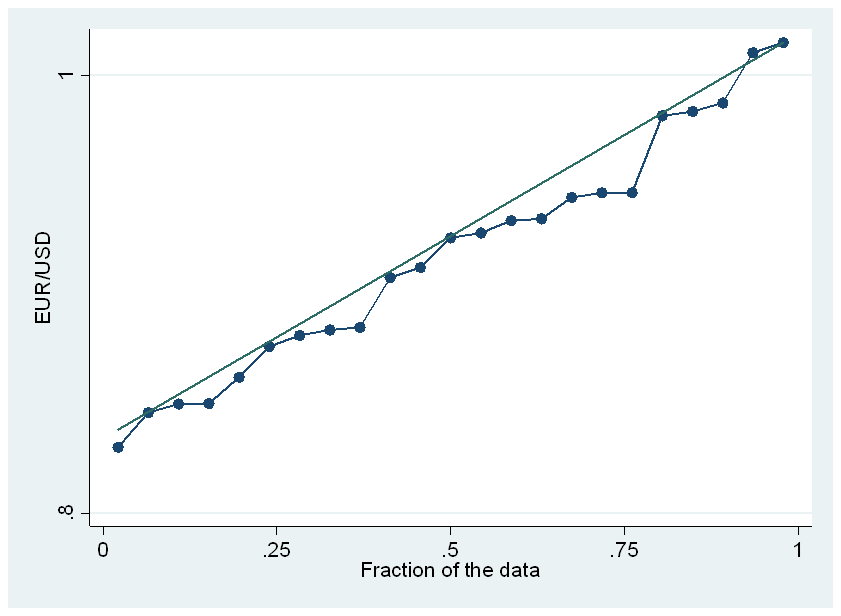 EUR/USD
1
.8
0 .25 .5 .75 1
Fraction of the data